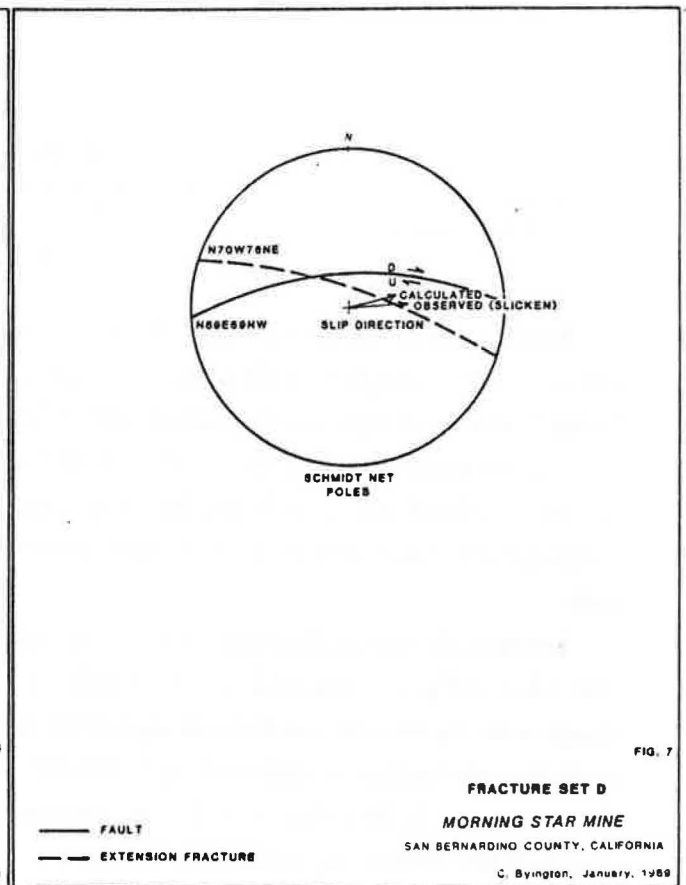 N
N70W76NE
D
U
CALCULATED
OBSERVED (SLICKEN)
N89E69NW
SLIP DIRECTION
SCHMIDT NET
POLES
FIG. 7
FRACTURE SET D
MORNING STAR MINE
SAN BERNARDINO COUNTY, CALIFORNIA
C. Byington, January, 1989
FAULT
EXTENSION FRACTURE